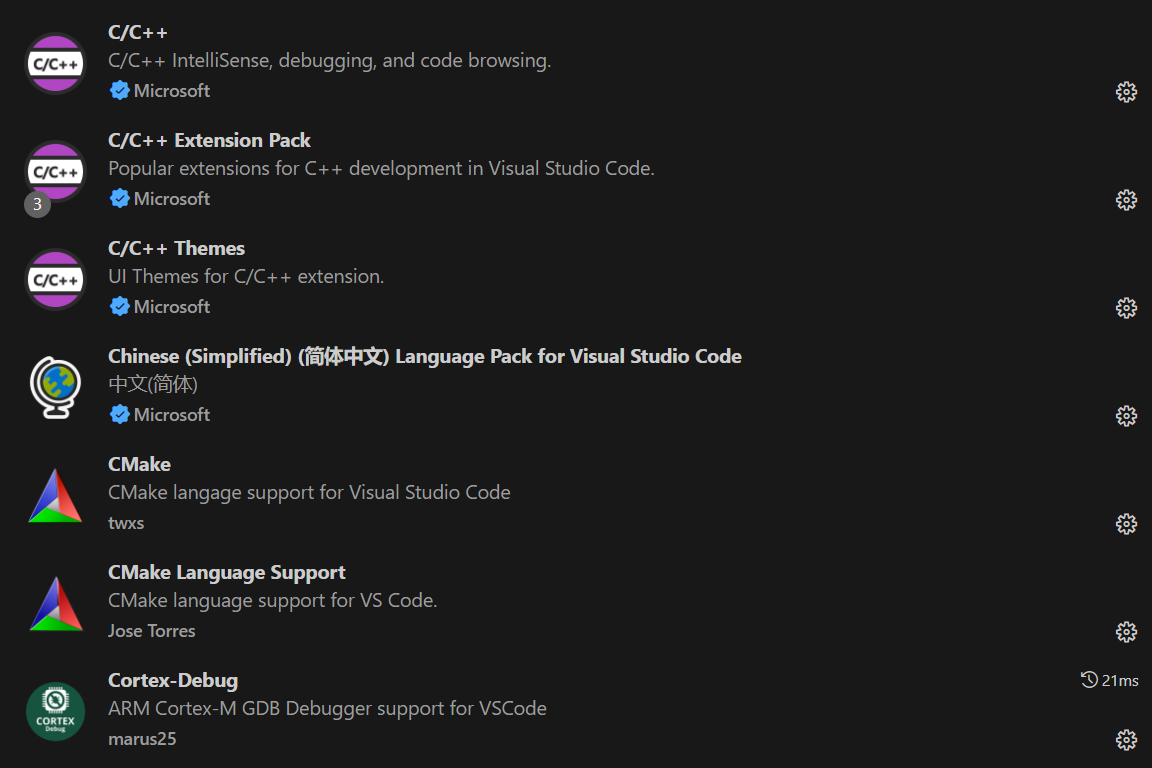 C/C++
C/C++
C/C++ IntelliSense, debugging, and code browsing.
Microsoft
C/C++
3
C/C++ Extension Pack
Popular extensions for C++ development in Visual Studio Code.
Microsoft
C/C++
C/C++ Themes
UI Themes for C/C++ extension.
Microsoft
Chinese (Simplified) (简体中文) Language Pack for Visual Studio Code
中文(简体)
Microsoft
CMake
CMake langage support for Visual Studio Code
twxs
CMake Language Support
CMake language support for VS Code.
Jose Torres
CORTEX
Debug
Cortex-Debug
21ms
ARM Cortex-M GDB Debugger support for VSCode
marus25